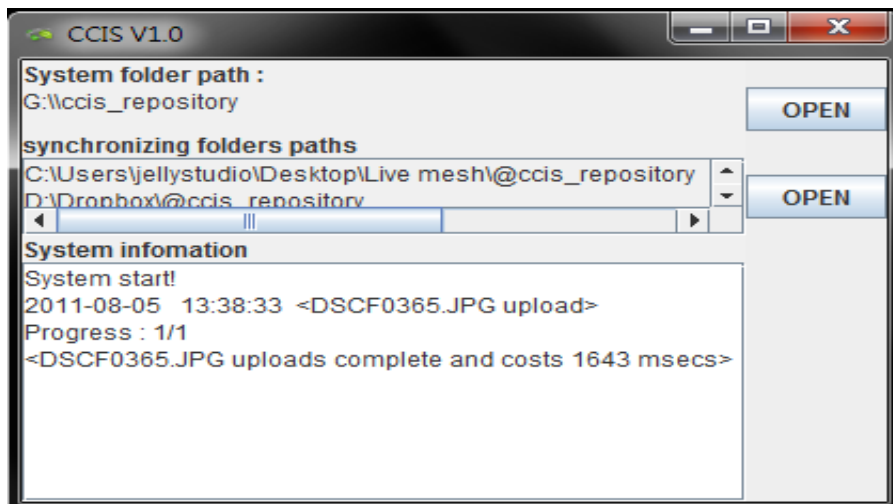 CCIS V1.0
System folder path :
G:\\ccis_repository
OPEN
synchronizing folders paths
C:\Users\jellystudio\Desktop\Live mesh\@ccis_repository
D:\Dropbox\@ccis_repository
OPEN
System infomation
System start!
2011-08-05 13:38:33 <DSCF0365.JPG upload>
Progress : 1/1
<DSCF0365.JPG uploads complete and costs 1643 msecs>